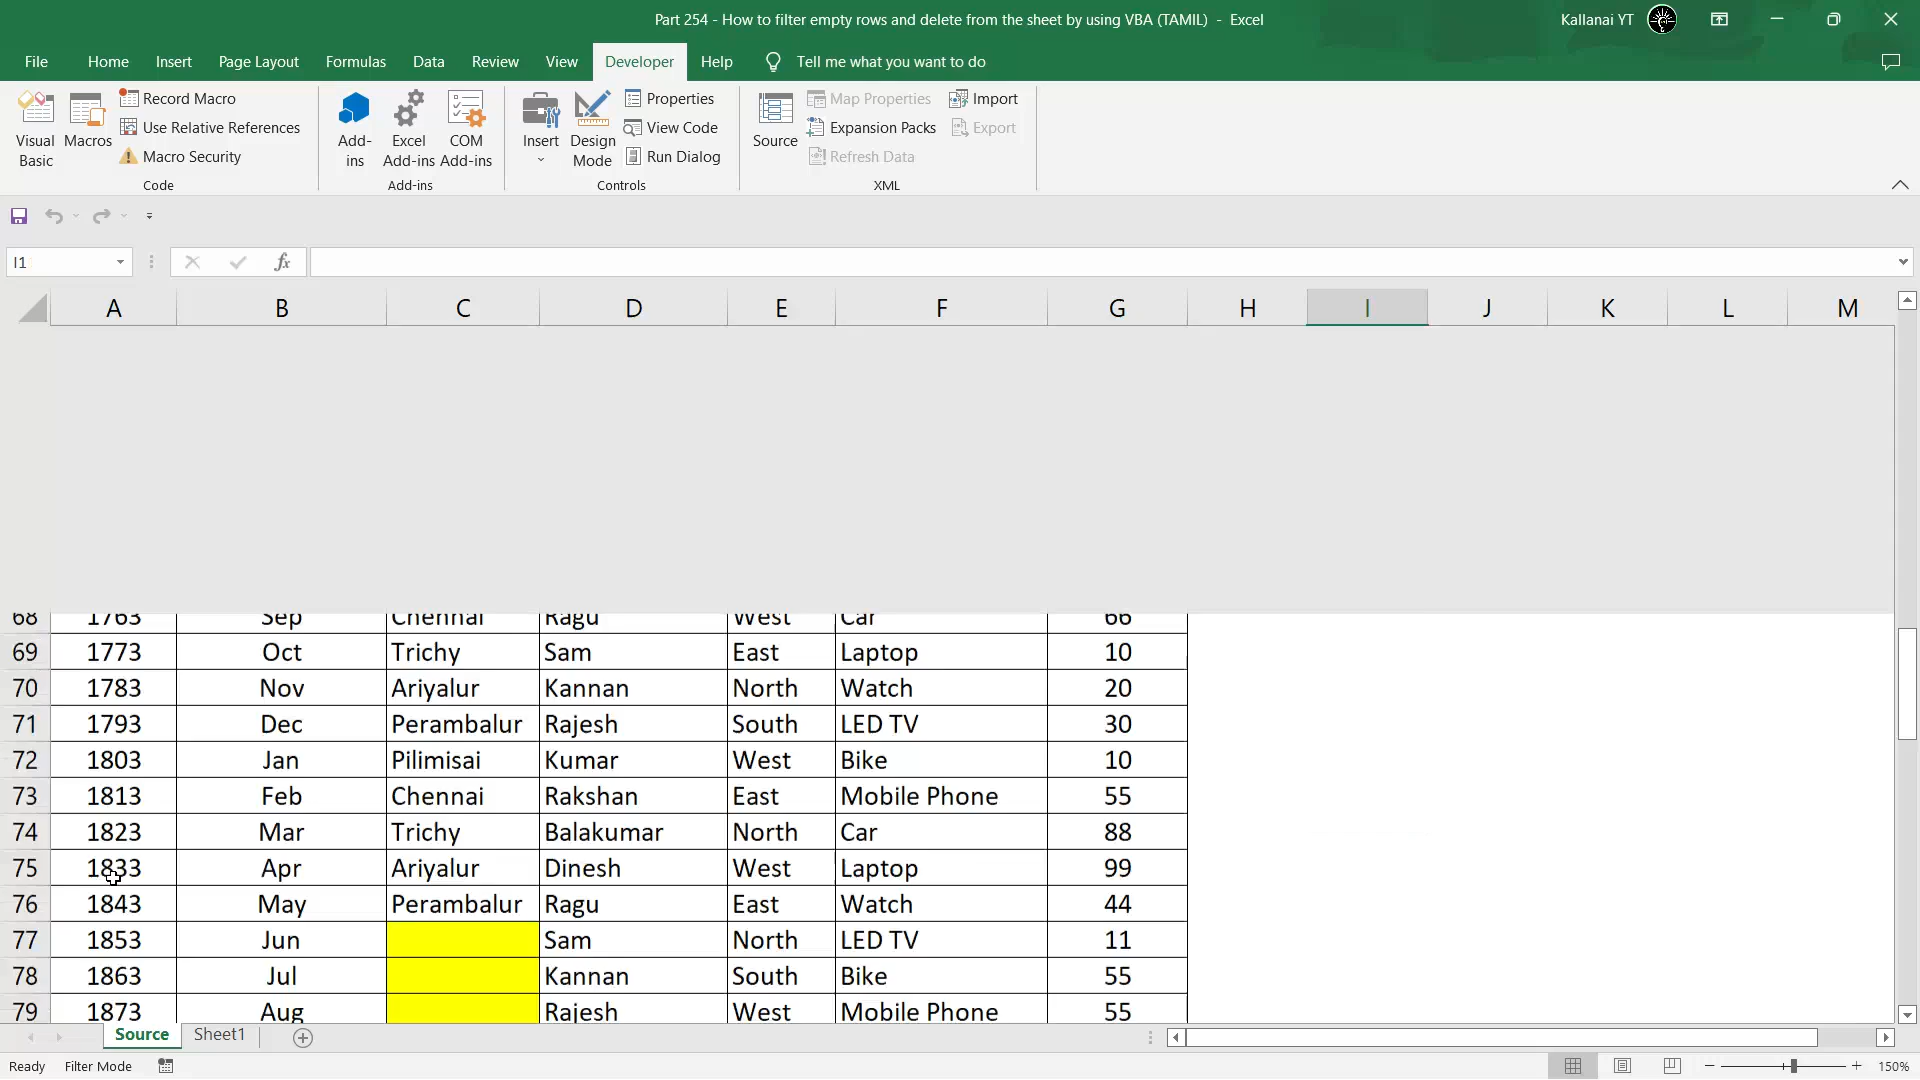 Part 254 - How to filter empty rows and delete from the sheet by using VBA (TAMIL) - Excel
Kallanai YT
File Home Insert Page Layout Formulas Data Review View Developer Help Tell me what you want to do
Visual Basic
Macros
Record Macro
Use Relative References
Macro Security
Code
Add-ins
Excel Add-ins
COM Add-ins
Add-ins
Insert
Design Mode
Properties
View Code
Run Dialog
Controls
Source
Map Properties
Expansion Packs
Refresh Data
Import
Export
XML
I1
fx
A B C D E F G H I J K L M
68 1763 Sep Chennai Ragu West Car 66
69 1773 Oct Trichy Sam East Laptop 10
70 1783 Nov Ariyalur Kannan North Watch 20
71 1793 Dec Perambalur Rajesh South LED TV 30
72 1803 Jan Pilimisai Kumar West Bike 10
73 1813 Feb Chennai Rakshan East Mobile Phone 55
74 1823 Mar Trichy Balakumar North Car 88
75 1833 Apr Ariyalur Dinesh West Laptop 99
76 1843 May Perambalur Ragu East Watch 44
77 1853 Jun Sam North LED TV 11
78 1863 Jul Kannan South Bike 55
79 1873 Aug Rajesh West Mobile Phone 55
Source Sheet1
Ready Filter Mode
150%